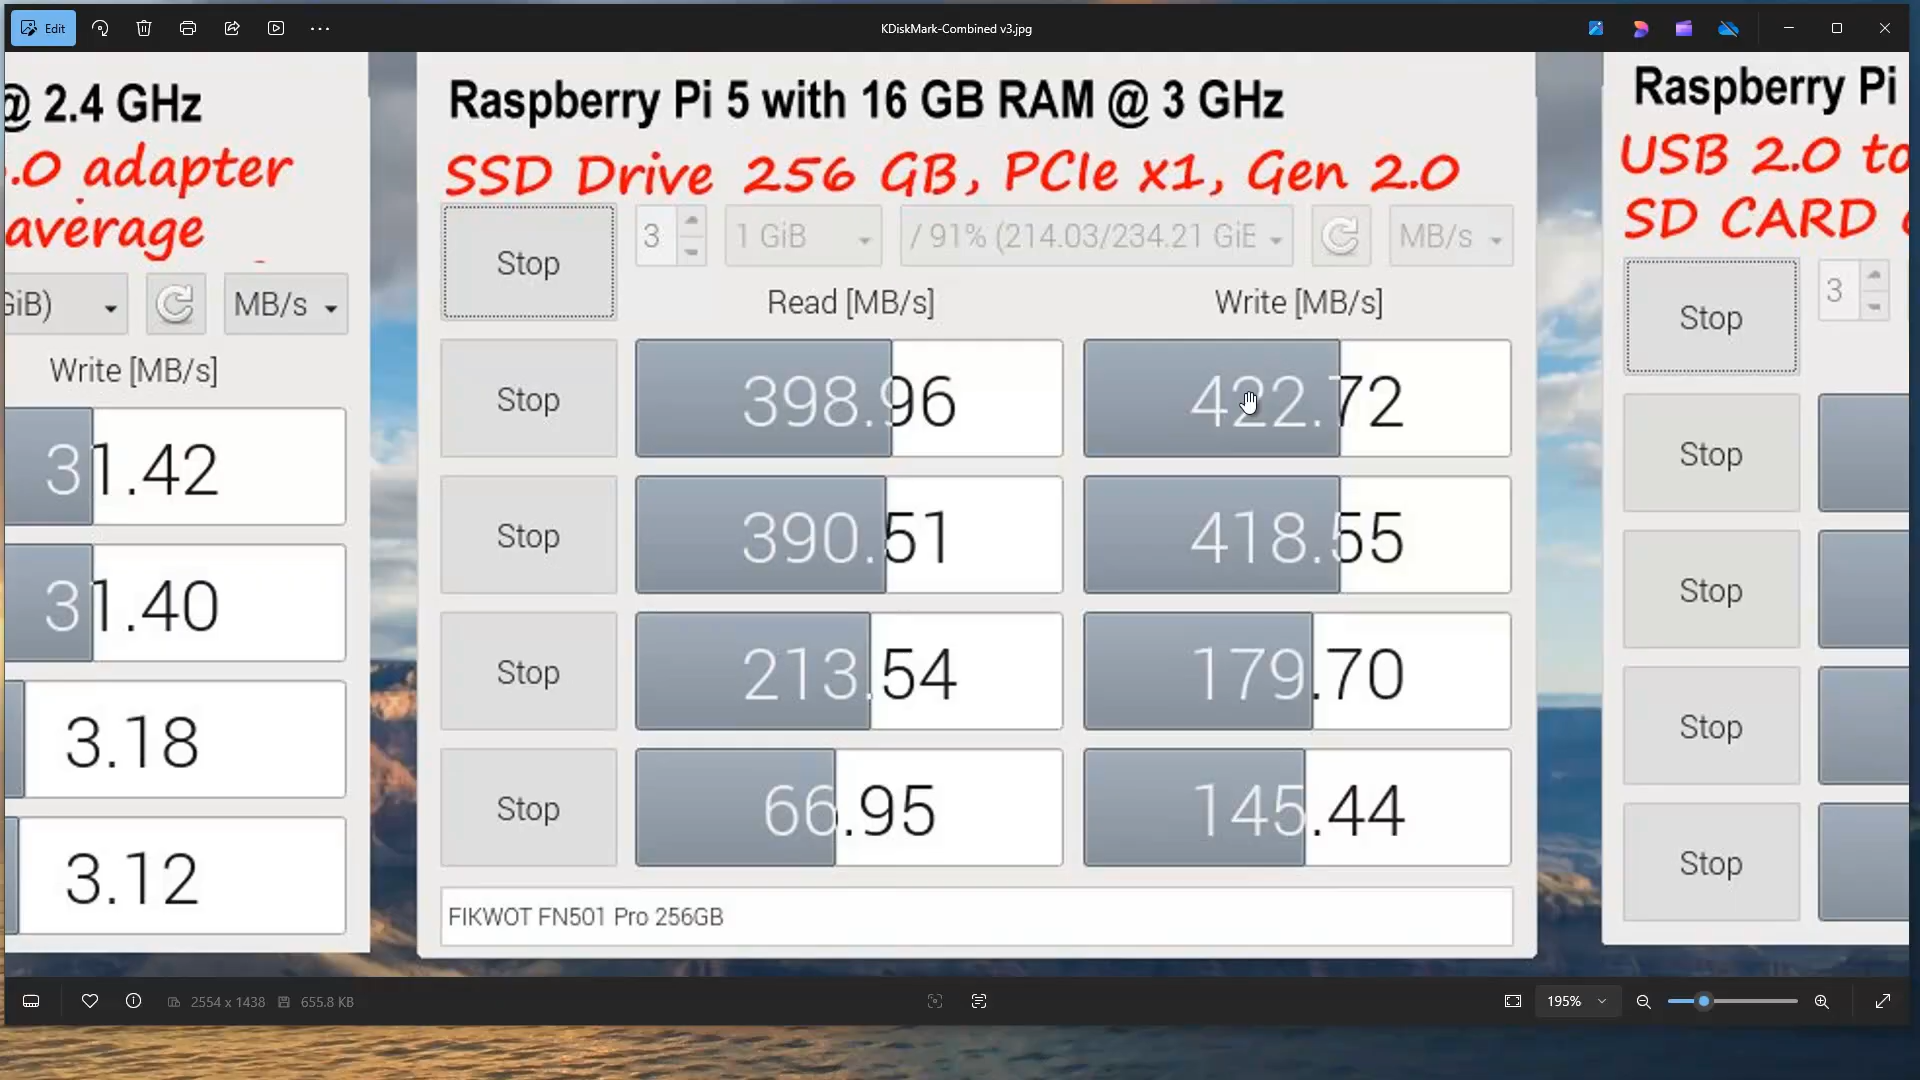 Edit
KDiskMark-Combined v3.jpg
@ 2.4 GHz
.0 adapter
average
GiB)
MB/s
Write [MB/s]
31.42
31.40
3.18
3.12
Raspberry Pi 5 with 16 GB RAM @ 3 GHz
SSD Drive 256 GB, PCIe x1, Gen 2.0
Stop
3
1 GiB
/ 91% (214.03/234.21 GiE
MB/s
Read [MB/s]
Write [MB/s]
Stop
398.96
422.72
Stop
390.51
418.55
Stop
213.54
179.70
Stop
66.95
145.44
FIKWOT FN501 Pro 256GB
Raspberry Pi
USB 2.0 to
SD CARD
Stop
3
Stop
Stop
Stop
Stop
2554 x 1438
655.8 KB
195%